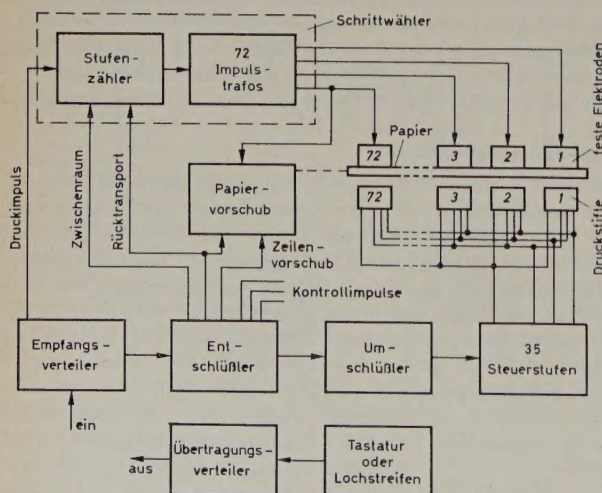 Schrittwähler
Stufen-
zähler
72
Impuls-
trafos
feste Elektroden
Druckimpuls
Zwischenraum
Rücktransport
Papier-
vorschub
Papier
72
3
2
1
72
3
2
1
Druckstifte
Zeilen-
vorschub
Kontrollimpulse
Empfangs-
verteiler
Ent-
schlüßler
Um-
schlüßler
35
Steuerstufen
ein
aus
Übertragungs-
verteiler
Tastatur
oder
Lochstreifen